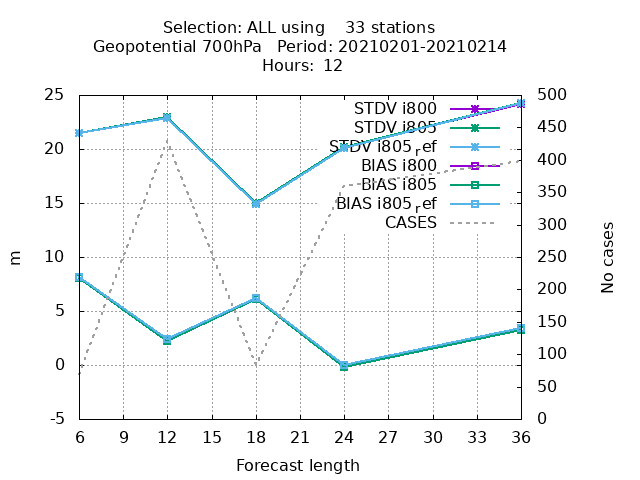 Selection: ALL using    33 stations
Geopotential 700hPa   Period: 20210201-20210214
Hours: 12
25
20
15
10
5
0
-5
m
500
450
400
350
300
250
200
150
100
50
0
No cases
STDV i800
STDV i805
STDV i805ref
BIAS i800
BIAS i805
BIAS i805ref
CASES
6 9 12 15 18 21 24 27 30 33 36
Forecast length